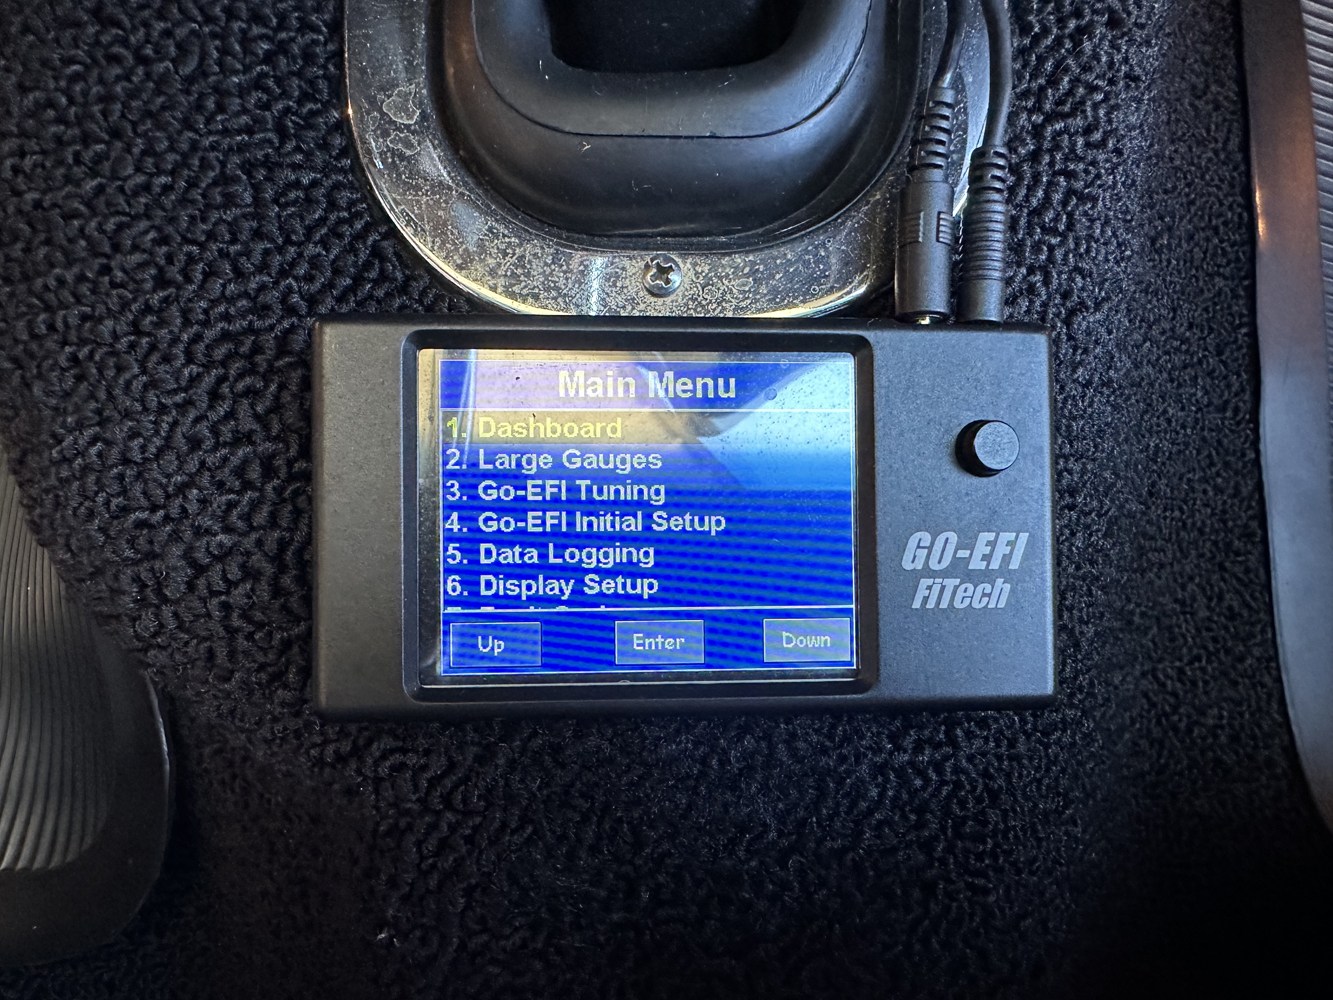 Main Menu
1. Dashboard
2. Large Gauges
3. Go-EFI Tuning
4. Go-EFI Initial Setup
5. Data Logging
6. Display Setup
Up
Enter
Down
GO-EFI
FiTech